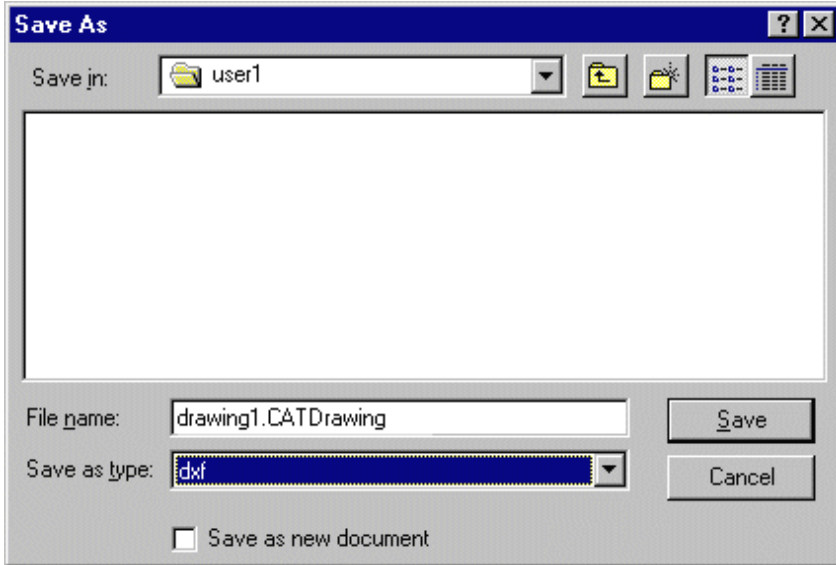 Save As
Save in: user1
File name: drawing1.CATDrawing Save
Save as type: dxf Cancel
Save as new document